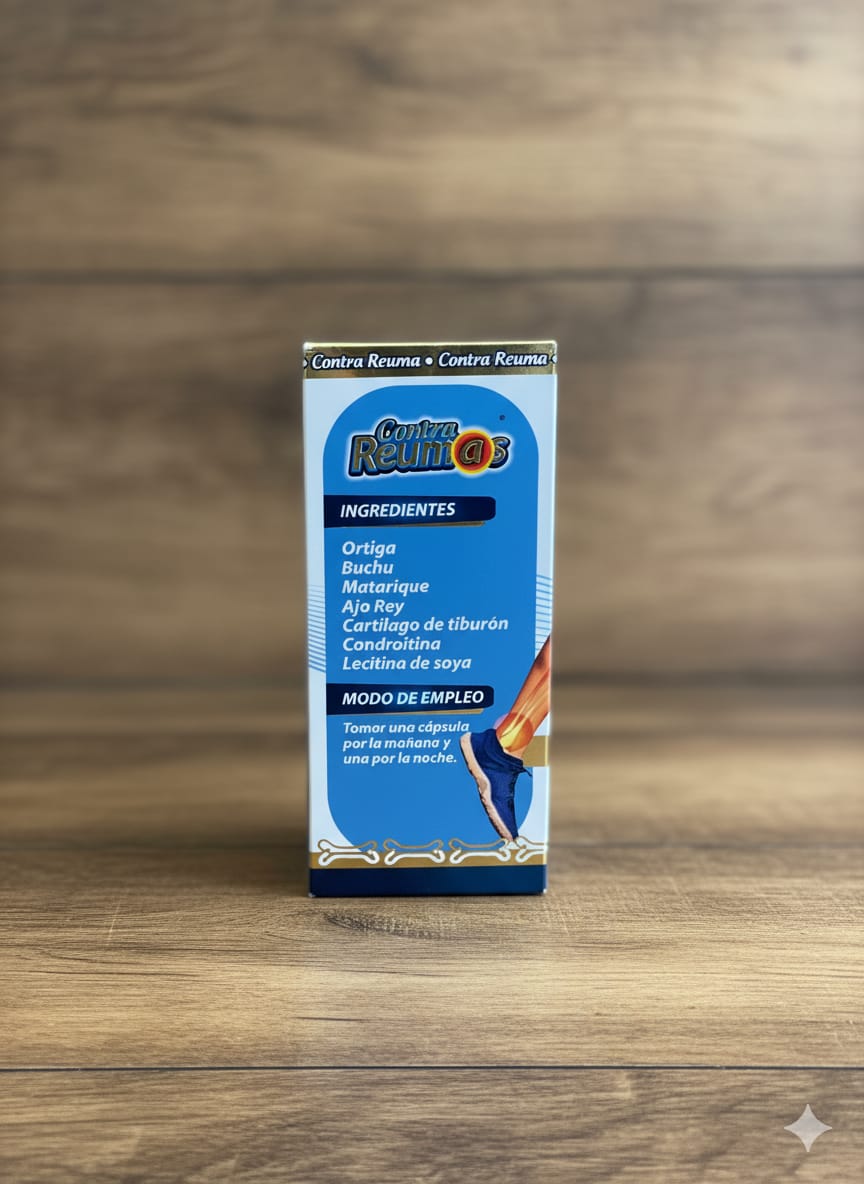 Contra Reuma • Contra Reuma
Contra
Reumas
INGREDIENTES
Ortiga
Buchu
Matarique
Ajo Rey
Cartilago de tiburón
Condroitina
Lecitina de soya
MODO DE EMPLEO
Tomar una cápsula
por la mañana y
una por la noche.